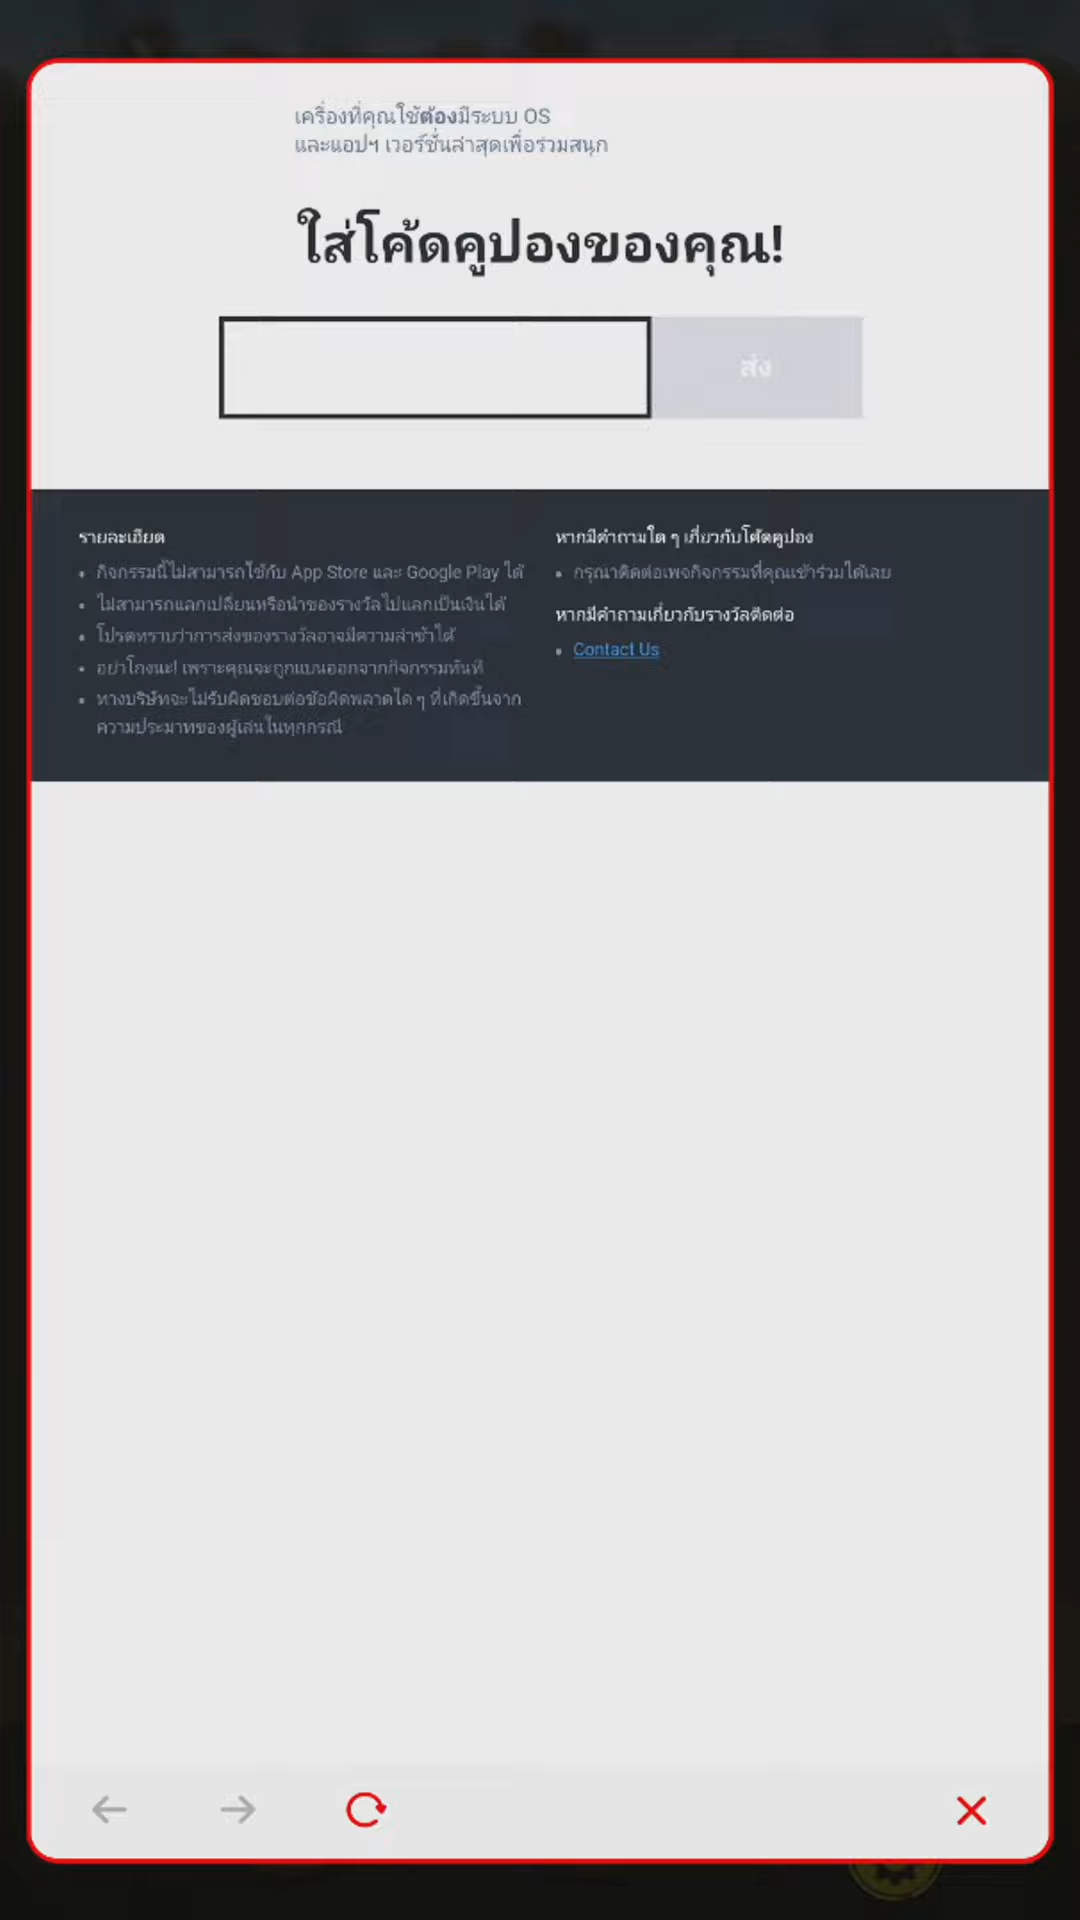 เครื่องที่คุณใช้ต้องมีระบบ OS
และแอปฯ เวอร์ชั่นล่าสุดเพื่อร่วมสนุก
ใส่โค้ดคูปองของคุณ!
ส่ง
รายละเอียด
• กิจกรรมนี้ไม่สามารถใช้กับ App Store และ Google Play ได้
• ไม่สามารถแลกเปลี่ยนหรือนำของรางวัลไปแลกเป็นเงินได้
• โปรดทราบว่าการส่งของรางวัลอาจมีความล่าช้าได้
• อย่าโกงนะ! เพราะคุณจะถูกแบนออกจากกิจกรรมทันที
• ทางบริษัทจะไม่รับผิดชอบต่อข้อผิดพลาดใด ๆ ที่เกิดขึ้นจาก
ความประมาทของผู้เล่นในทุกกรณี
หากมีคำถามใด ๆ เกี่ยวกับโค้ดคูปอง
• กรุณาติดต่อเพจกิจกรรมที่คุณเข้าร่วมได้เลย
หากมีคำถามเกี่ยวกับรางวัลติดต่อ
• Contact Us